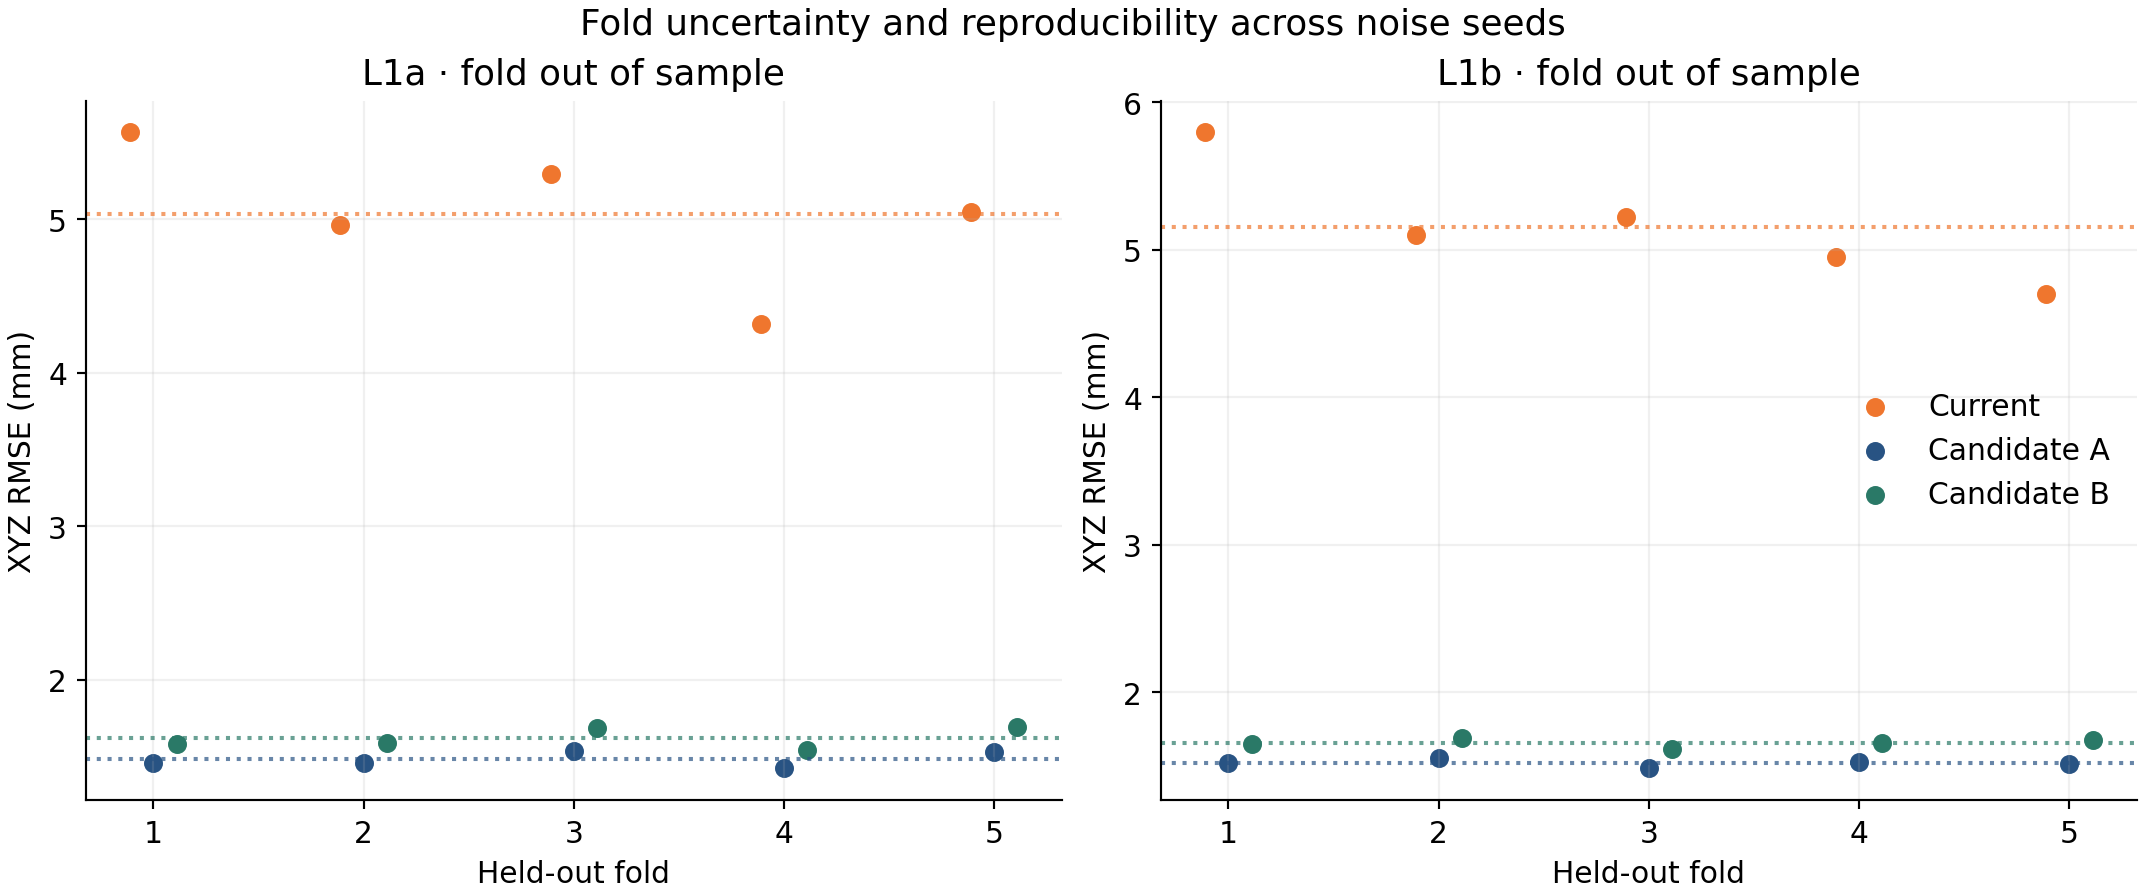 Fold uncertainty and reproducibility across noise seeds
L1a · fold out of sample
XYZ RMSE (mm)
5
4
3
2
1 2 3 4 5
Held-out fold
L1b · fold out of sample
XYZ RMSE (mm)
6
5
4
3
2
Current
Candidate A
Candidate B
1 2 3 4 5
Held-out fold